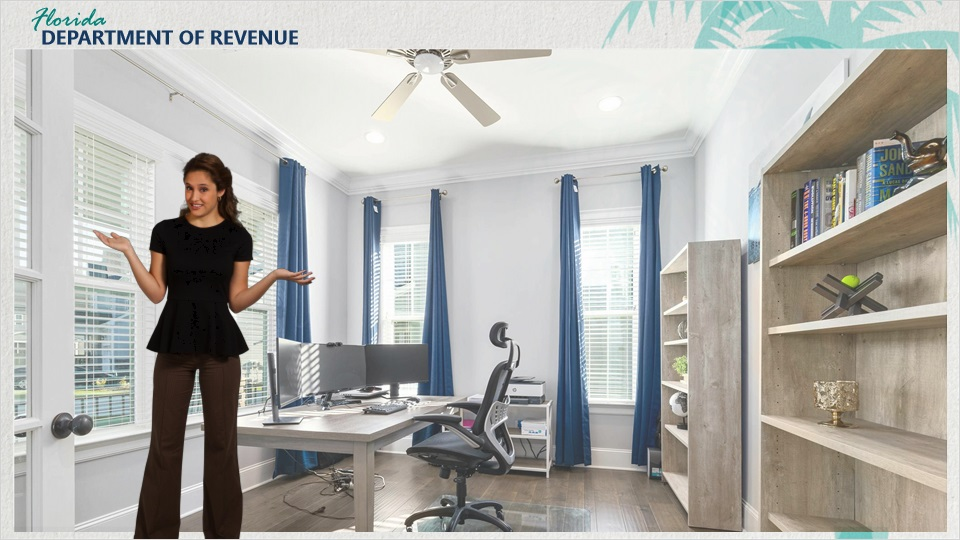 Florida
DEPARTMENT OF REVENUE